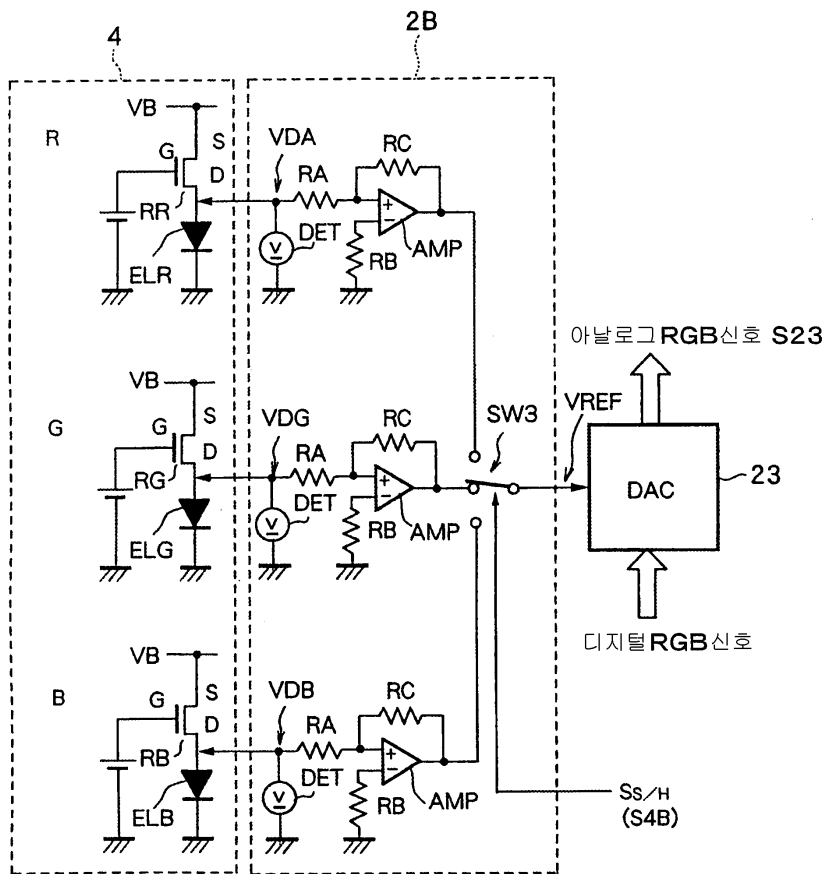 4
2B
R
VB
S
G
D
RR
ELR
VDA
RA
RC
DET
RB
AMP
아날로그 RGB신호 S23
G
VB
S
G
D
RG
ELG
VDG
RA
RC
DET
RB
AMP
SW3
VREF
DAC
23
디지털 RGB신호
B
VB
S
G
D
RB
ELB
VDB
RA
RC
DET
RB
AMP
SS/H
(S4B)